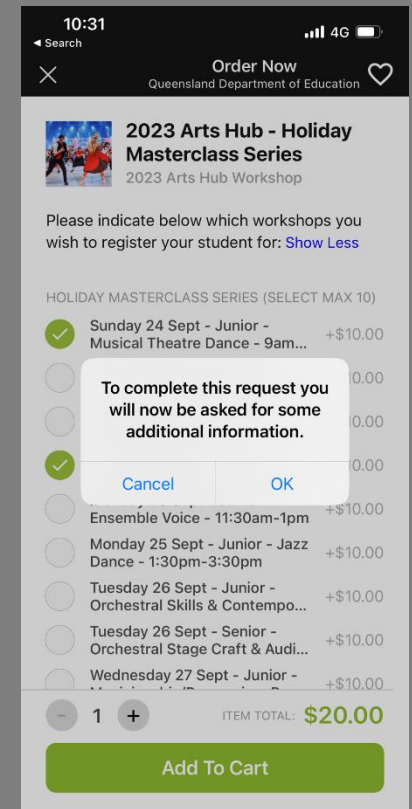 10:31
4G
◄ Search
Order Now
Queensland Department of Education
2023 Arts Hub - Holiday
Masterclass Series
2023 Arts Hub Workshop
Please indicate below which workshops you
wish to register your student for: Show Less
HOLIDAY MASTERCLASS SERIES (SELECT MAX 10)
Sunday 24 Sept - Junior -
Musical Theatre Dance - 9am...
+$10.00
0.00
0.00
0.00
To complete this request you
will now be asked for some
additional information.
Cancel
OK
Ensemble Voice - 11:30am-1pm
+$10.00
Monday 25 Sept - Junior - Jazz
Dance - 1:30pm-3:30pm
+$10.00
Tuesday 26 Sept - Junior -
Orchestral Skills & Contempo...
+$10.00
Tuesday 26 Sept - Senior -
Orchestral Stage Craft & Audi...
+$10.00
Wednesday 27 Sept - Junior -
+$10.00
- 1 +
ITEM TOTAL: $20.00
Add To Cart